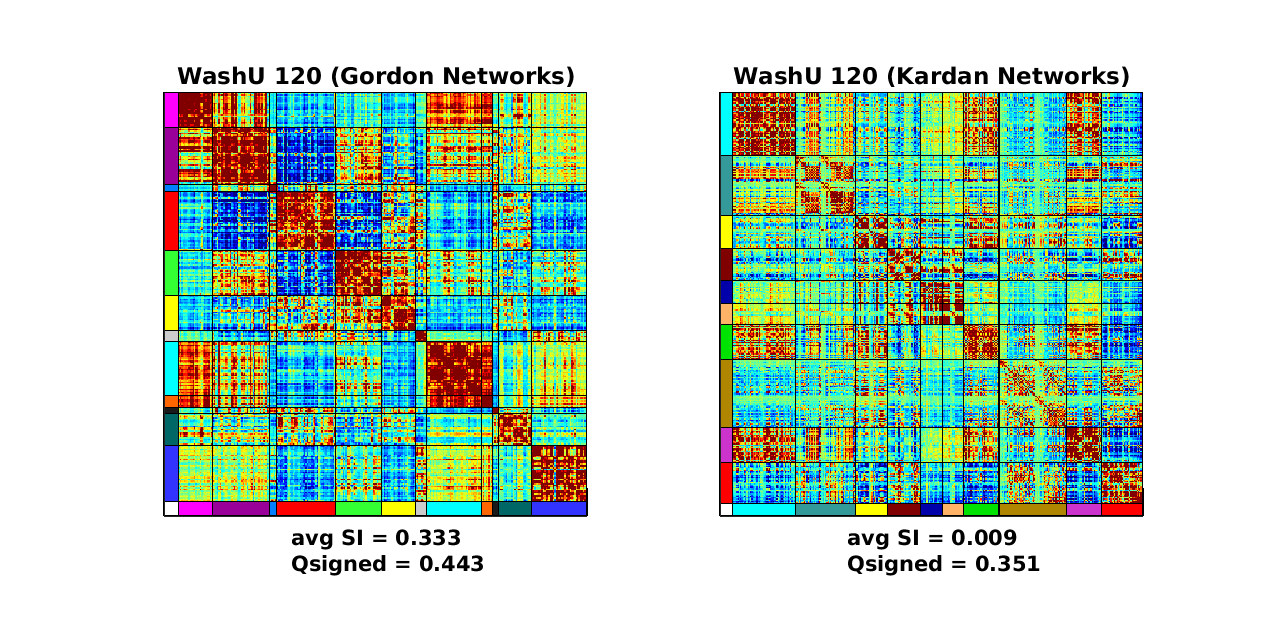 WashU 120 (Gordon Networks)
avg SI = 0.333
Qsigned = 0.443
WashU 120 (Kardan Networks)
avg SI = 0.009
Qsigned = 0.351